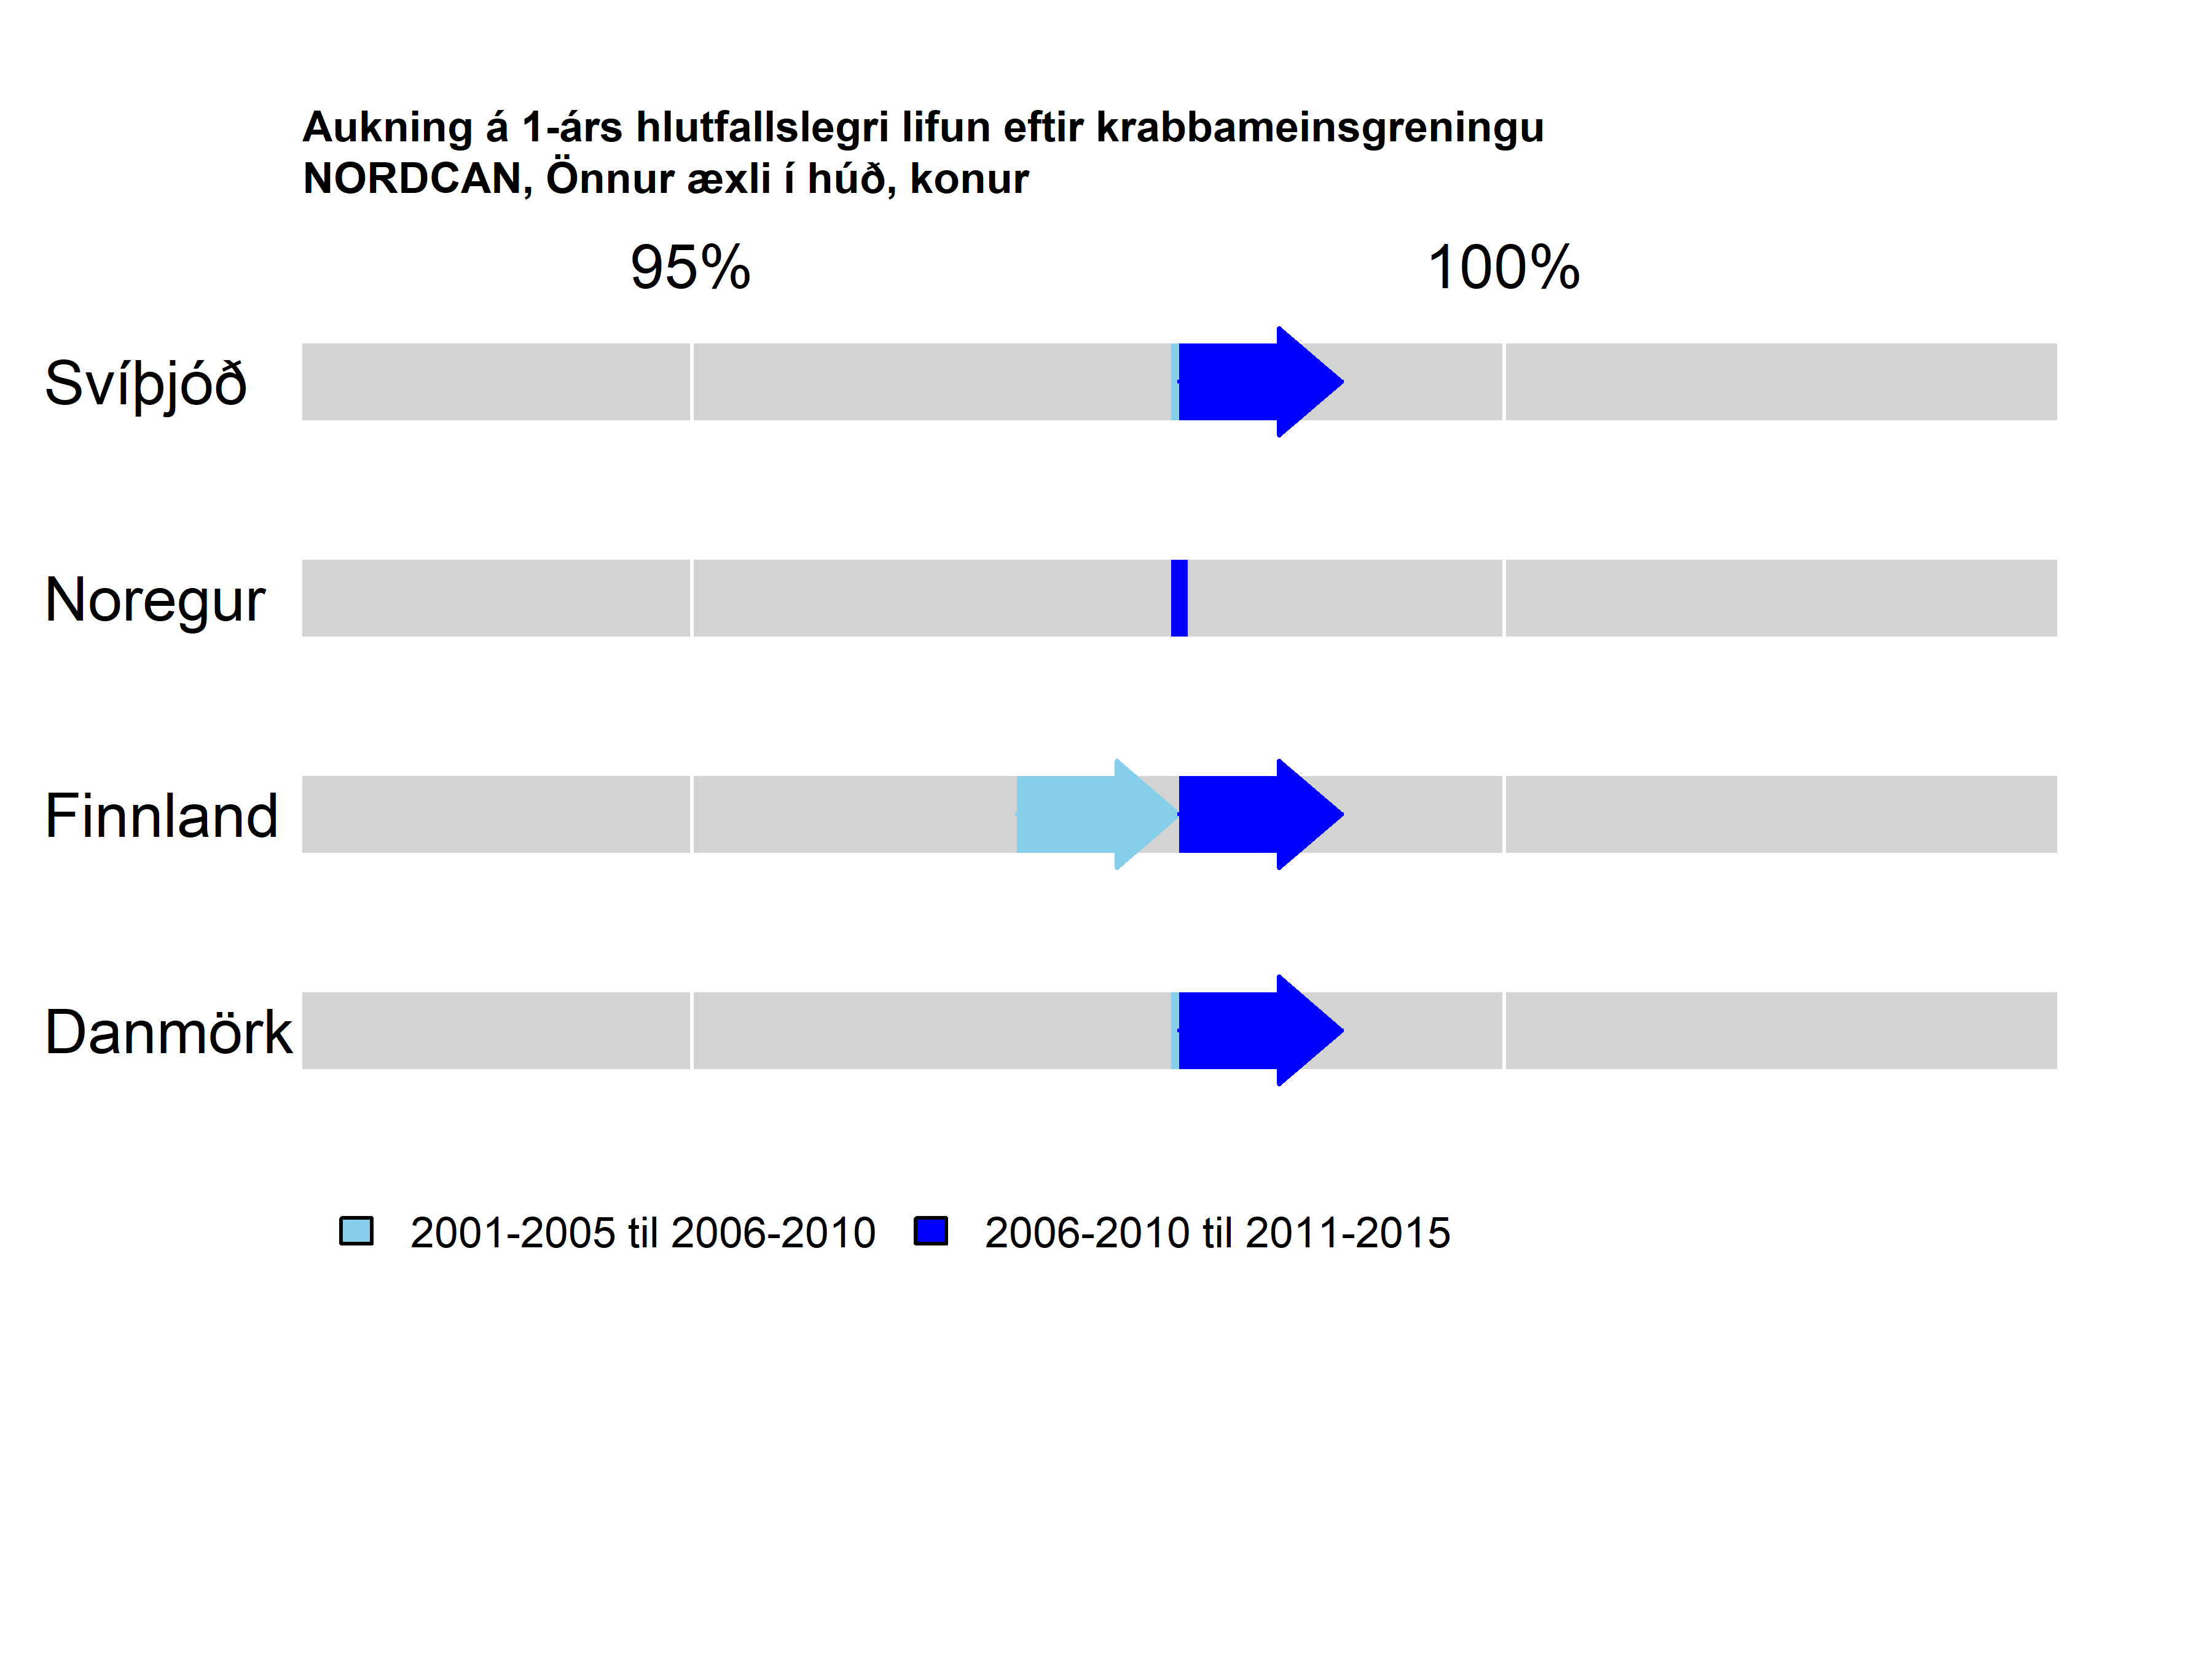 Aukning á 1-árs hlutfallslegri lifun eftir krabbameinsgreningu
NORDCAN, Önnur æxli í húð, konur
95% 100%
Svíþjóð
Noregur
Finnland
Danmörk
2001-2005 til 2006-2010 2006-2010 til 2011-2015